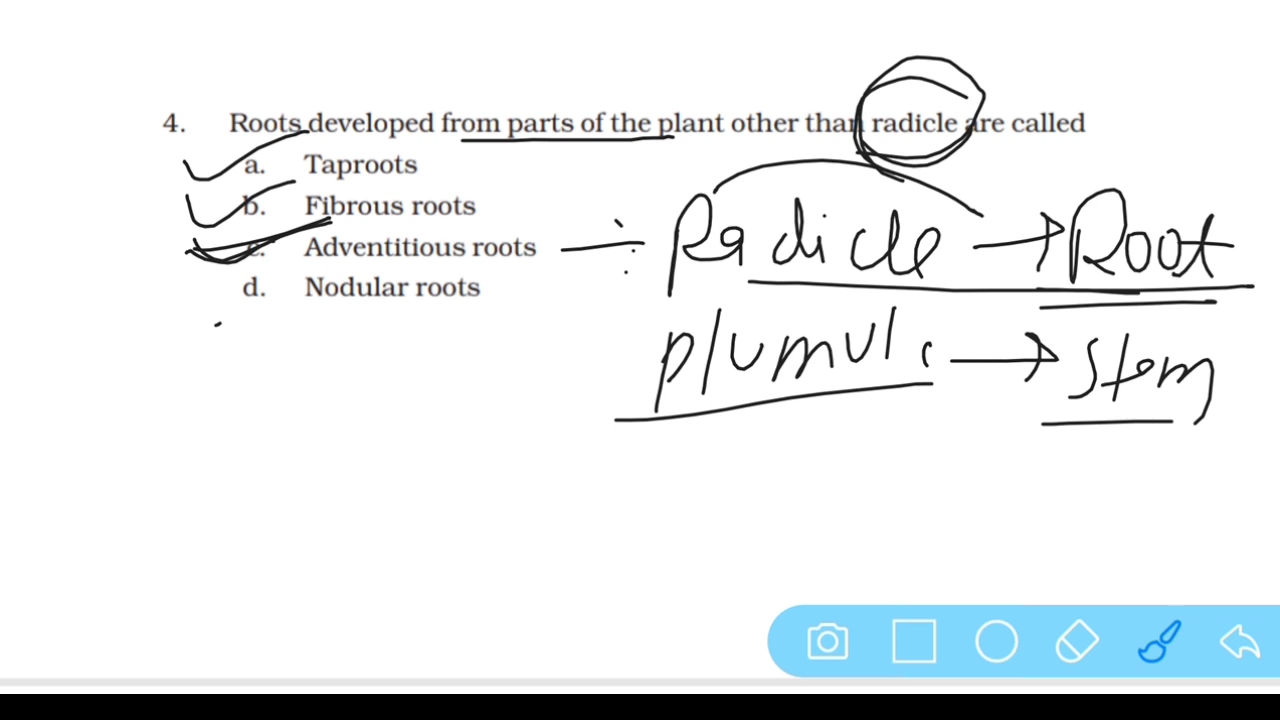 4. Roots developed from parts of the plant other than radicle are called
a. Taproots
b. Fibrous roots
c. Adventitious roots
d. Nodular roots
Radicle → Root
plumule → Stem